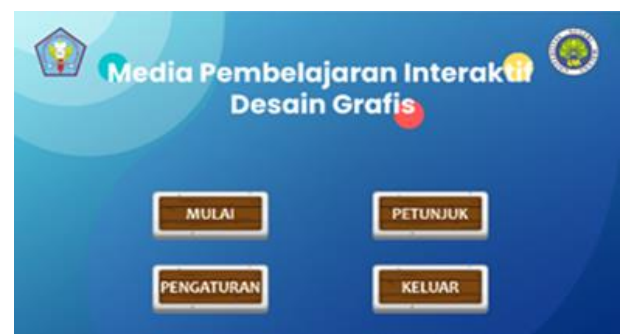 Media Pembelajaran Interaktif
Desain Grafis
MULAI
PETUNJUK
PENGATURAN
KELUAR